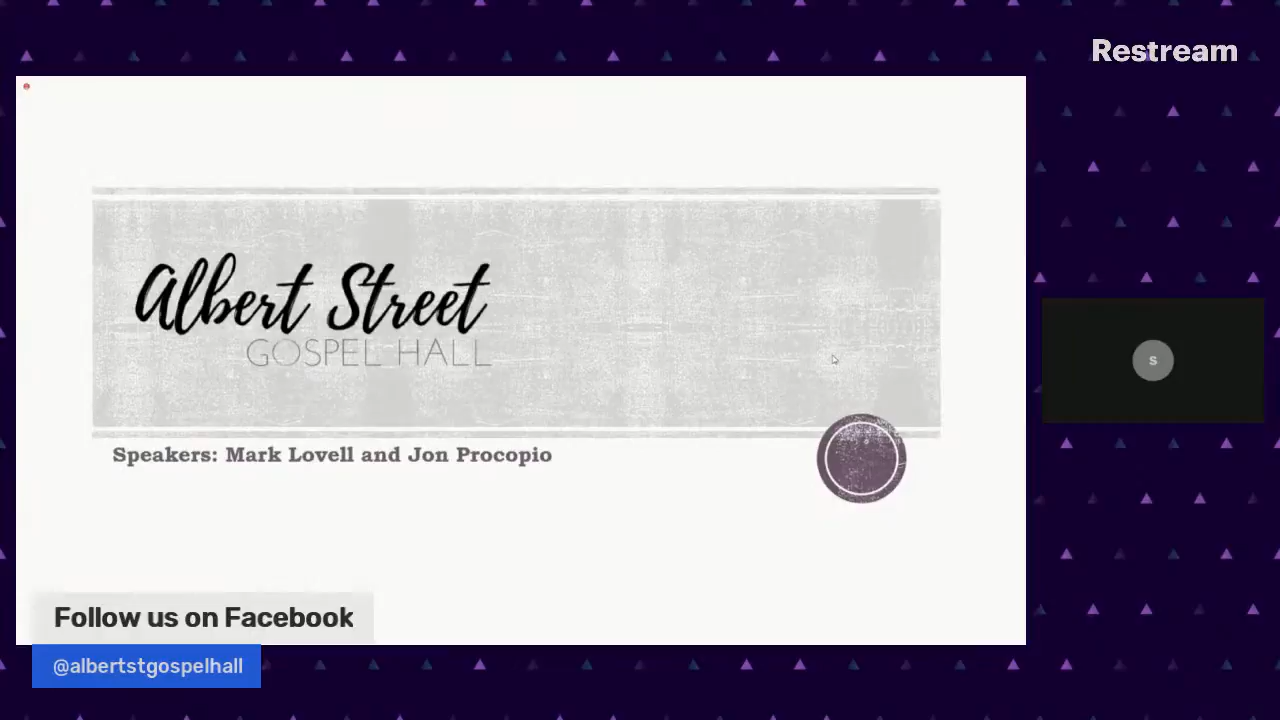 Restream
Albert Street
GOSPEL HALL
Speakers: Mark Lovell and Jon Procopio
S
Follow us on Facebook
@albertstgospelhall